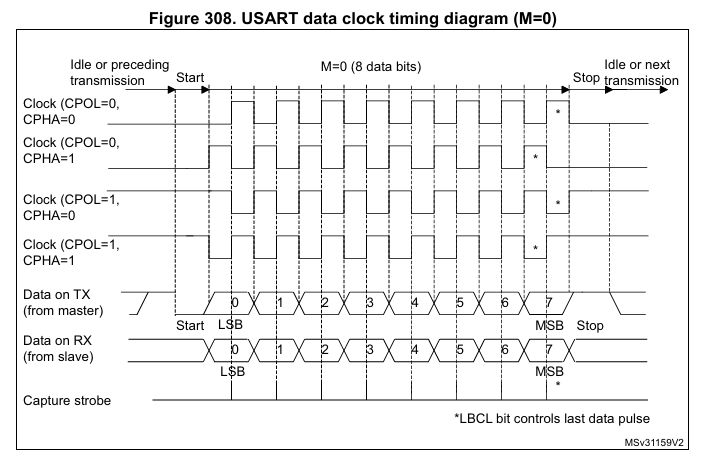 Figure 308. USART data clock timing diagram (M=0)
Idle or preceding
transmission
Start
M=0 (8 data bits)
Stop
Idle or next
transmission
Clock (CPOL=0,
CPHA=0
*
Clock (CPOL=0,
CPHA=1
*
Clock (CPOL=1,
CPHA=0
*
Clock (CPOL=1,
CPHA=1
*
Data on TX
(from master)
0 1 2 3 4 5 6 7
Start LSB MSB Stop
Data on RX
(from slave)
0 1 2 3 4 5 6 7
LSB MSB
*
Capture strobe
*LBCL bit controls last data pulse
MSv31159V2